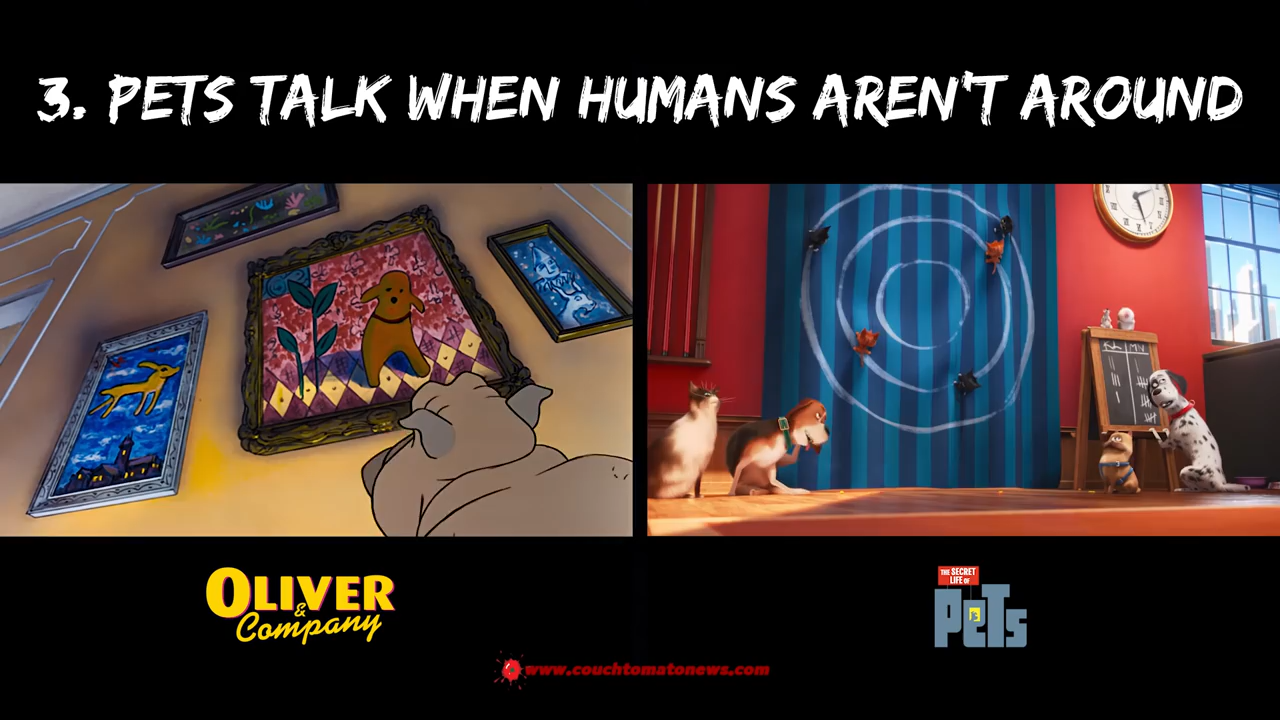 3. PETS TALK WHEN HUMANS AREN'T AROUND
OLIVER
&
Company
THE SECRET
LIFE OF
PeTs
www.couchtomatonews.com